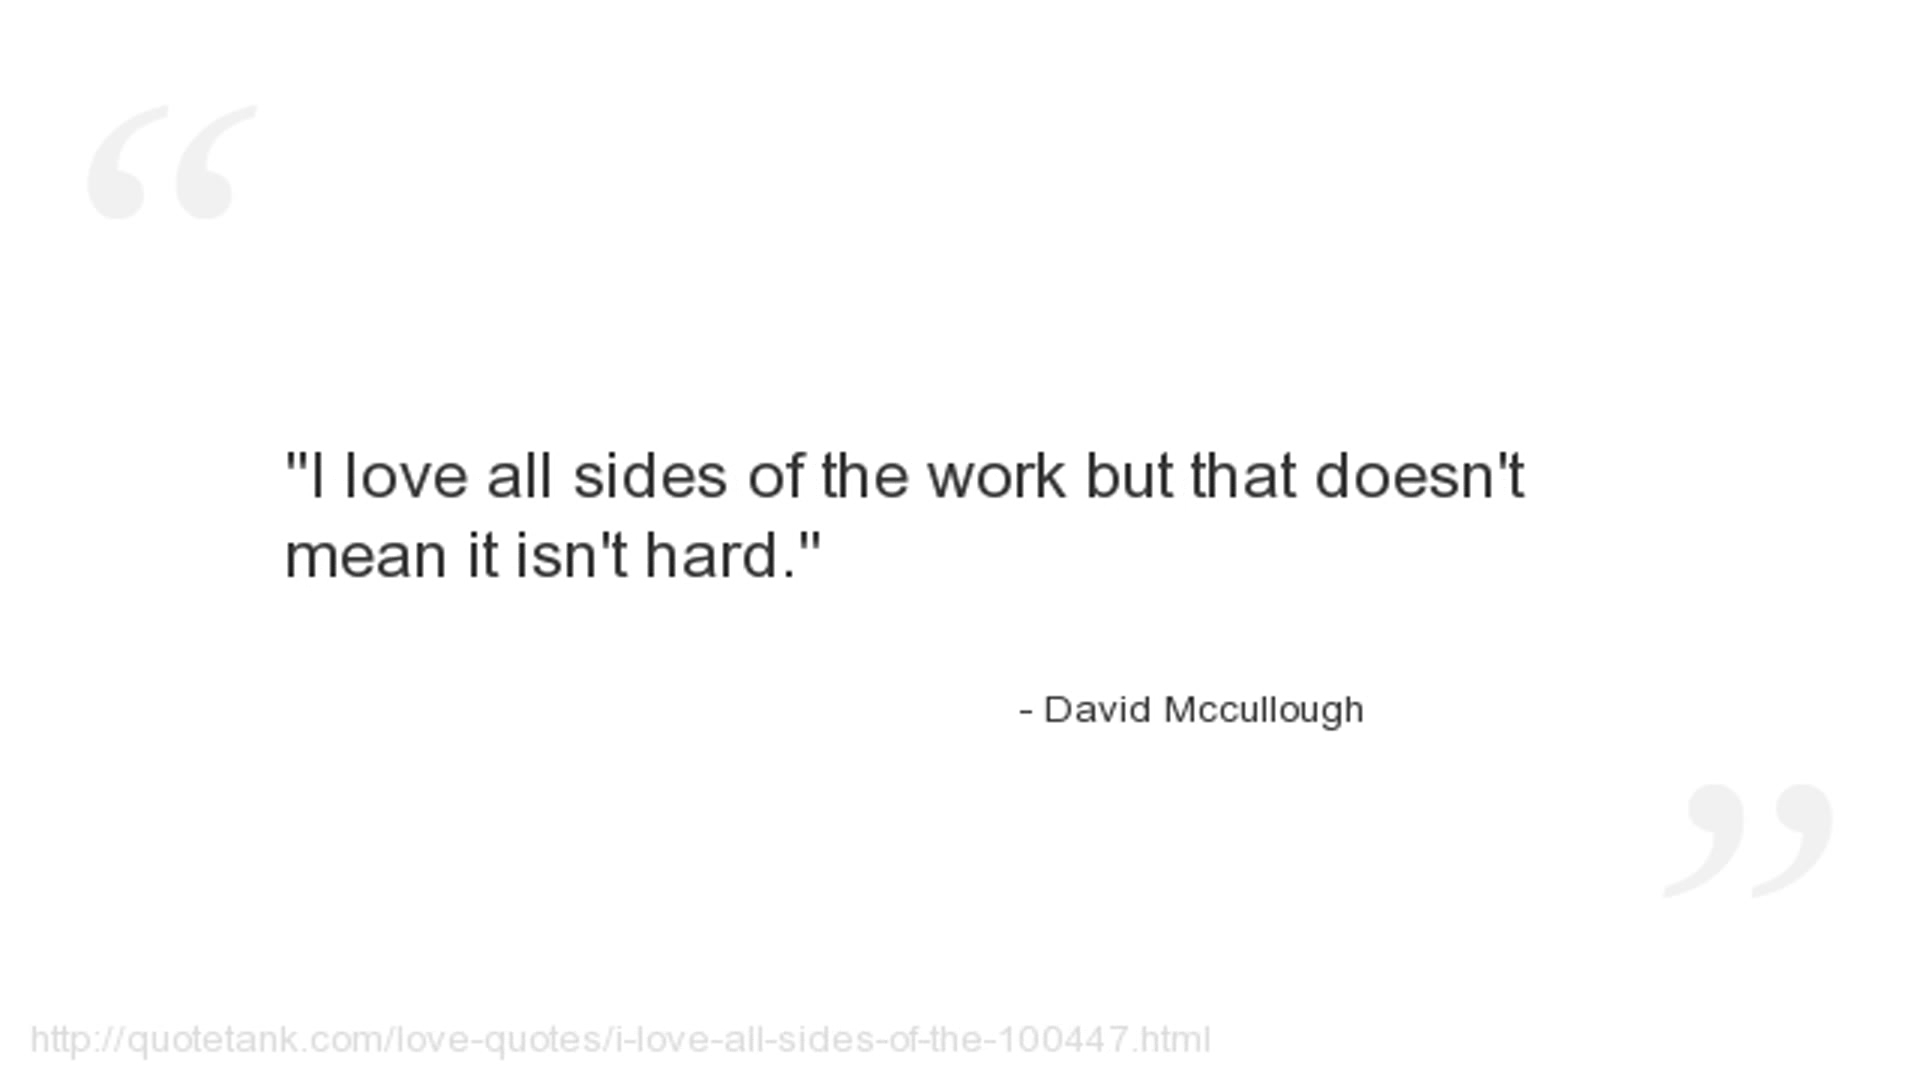 "I love all sides of the work but that doesn't
mean it isn't hard."
- David Mccullough
http://quotetank.com/love-quotes/i-love-all-sides-of-the-100447.html